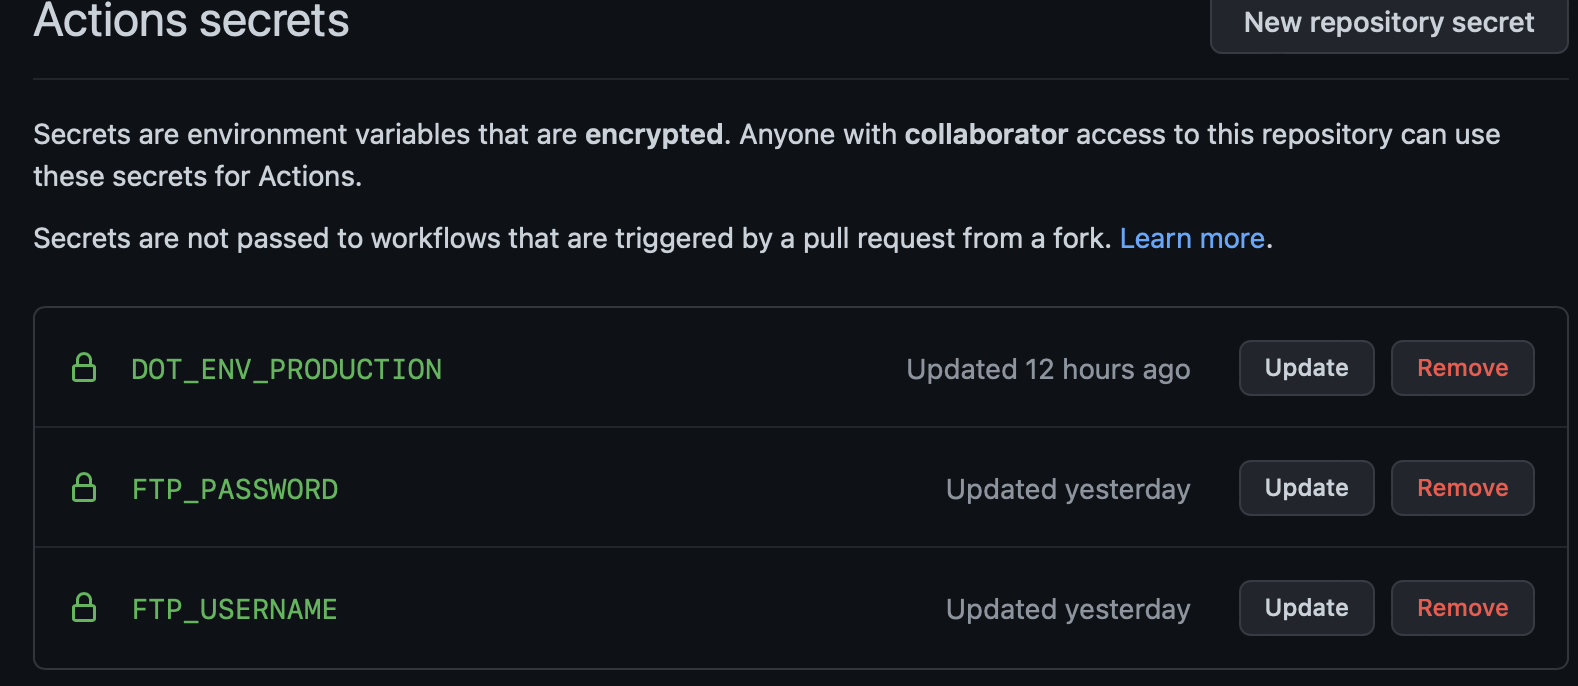 Actions secrets
New repository secret
Secrets are environment variables that are encrypted. Anyone with collaborator access to this repository can use
these secrets for Actions.
Secrets are not passed to workflows that are triggered by a pull request from a fork. Learn more.
DOT_ENV_PRODUCTION Updated 12 hours ago Update Remove
FTP_PASSWORD Updated yesterday Update Remove
FTP_USERNAME Updated yesterday Update Remove